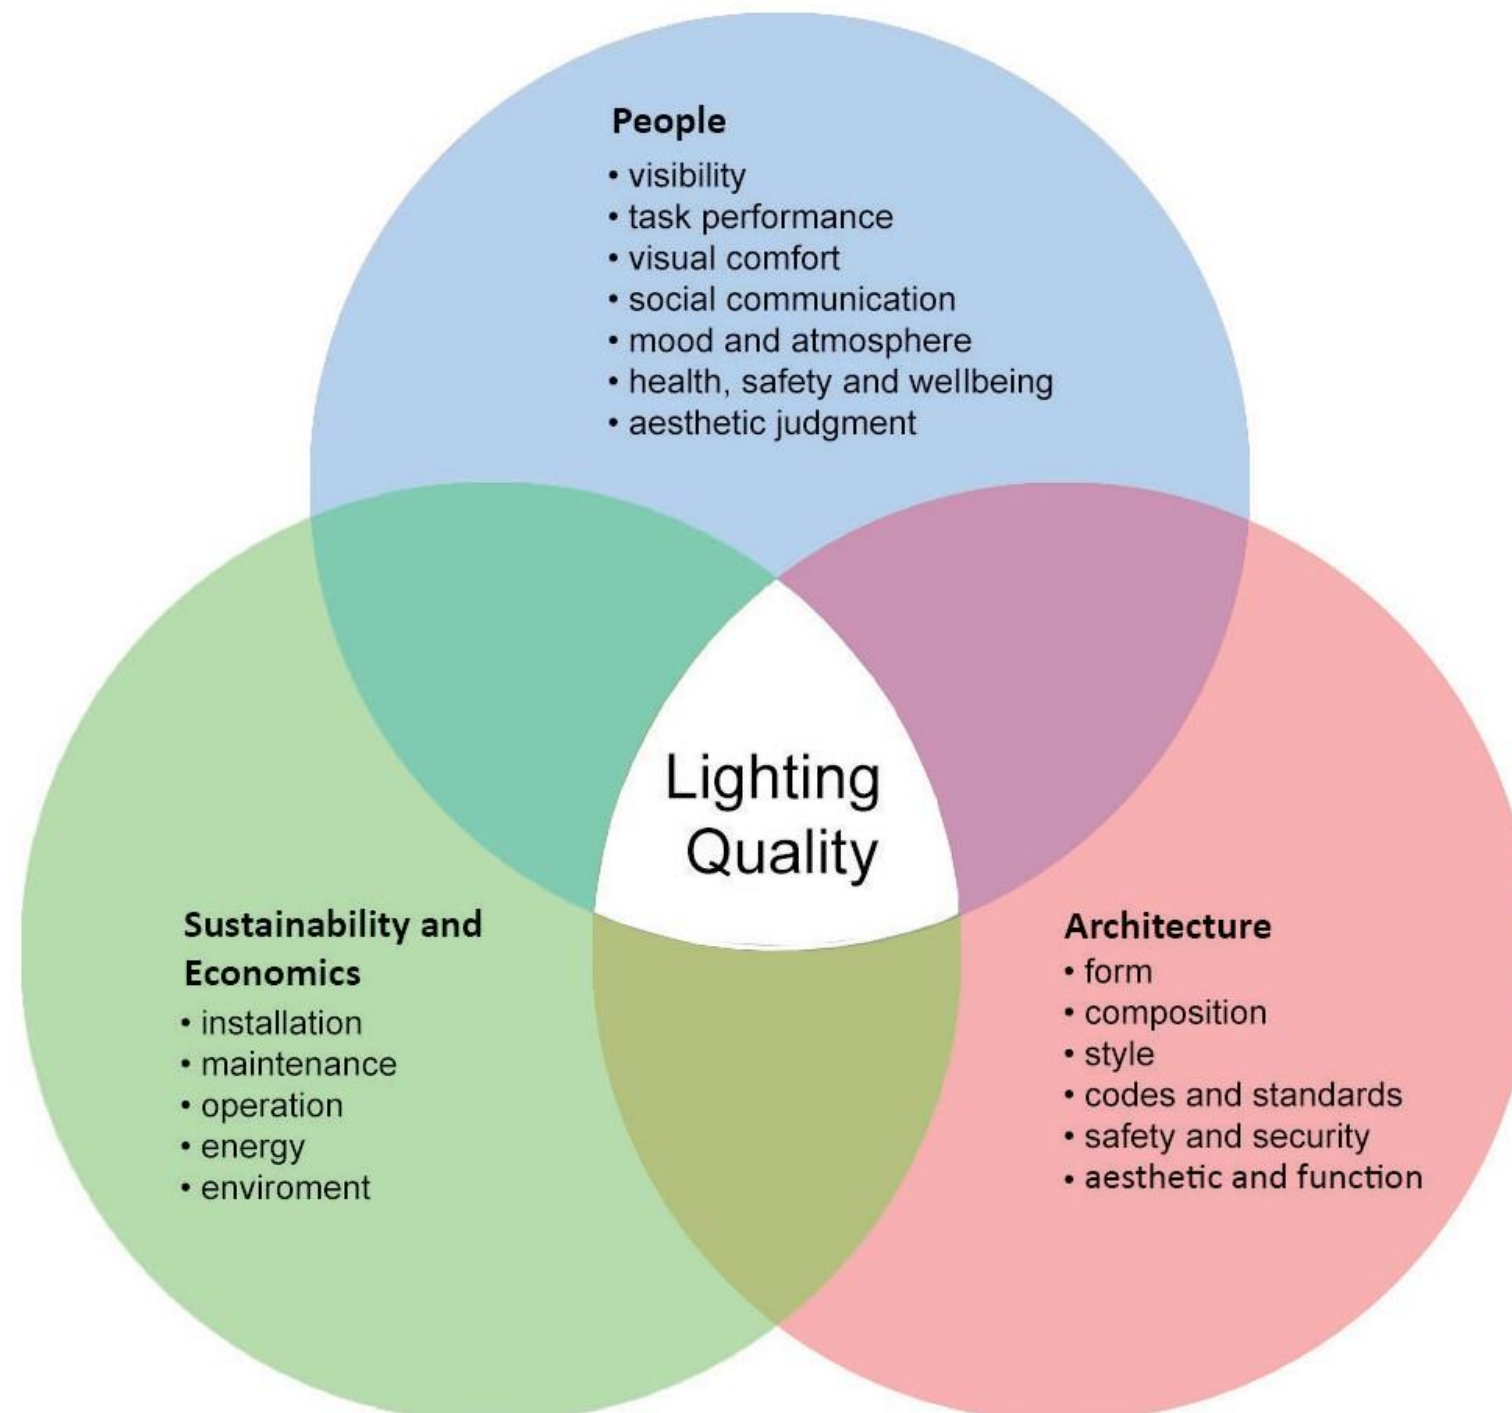 People
• visibility
• task performance
• visual comfort
• social communication
• mood and atmosphere
• health, safety and wellbeing
• aesthetic judgment
Lighting
Quality
Sustainability and
Economics
• installation
• maintenance
• operation
• energy
• enviroment
Architecture
• form
• composition
• style
• codes and standards
• safety and security
• aesthetic and function